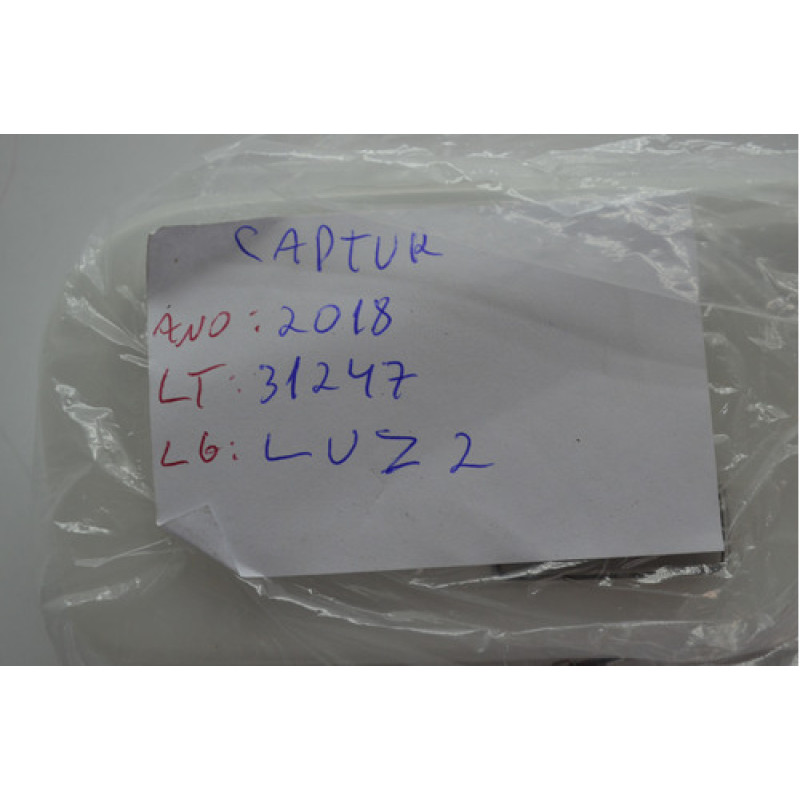 CAPTUR
ANO: 2018
LT: 31247
LG: LUZ 2